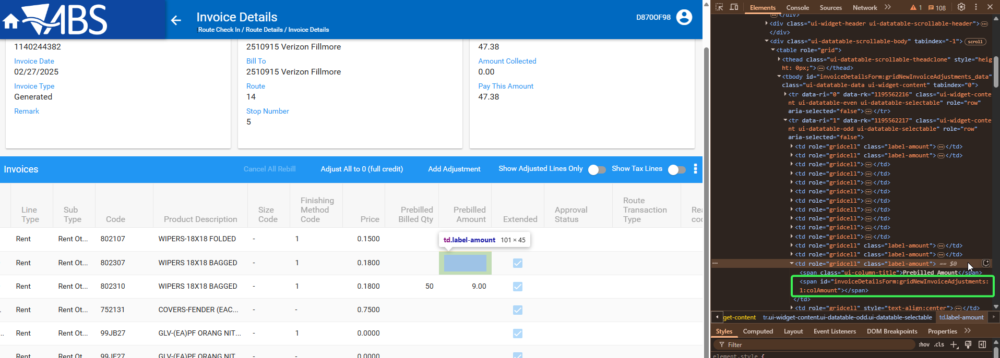 ABS
Invoice Details
Route Check In / Route Details / Invoice Details
D870OF98
1140244382
Invoice Date
02/27/2025
Invoice Type
Generated
Remark
2510915 Verizon Fillmore
Bill To
2510915 Verizon Fillmore
Route
14
Stop Number
5
47.38
Amount Collected
0.00
Pay This Amount
47.38
Invoices
Cancel All Rebill
Adjust All to 0 (full credit)
Add Adjustment
Show Adjusted Lines Only
Show Tax Lines
Line Type
Sub Type
Code
Product Description
Size Code
Finishing Method Code
Price
Prebilled Billed Qty
Prebilled Amount
Extended
Approval Status
Route Transaction Type
Rea
co
td.label-amount 101 × 45
Rent Rent Ot... 802107 WIPERS-18X18 FOLDED - 1 0.1500
Rent Rent Ot... 802307 WIPERS 18X18 BAGGED - 1 0.1800
Rent Rent Ot... 802310 WIPERS 18X18 BAGGED - 1 0.1800 50 9.00
Rent Rent Ot... 752131 COVERS-FENDER (EAC... - - 0.7500
Rent Rent Ot... 99JB27 GLV-(EA)PF ORANG NIT... - 1 0.0000
Rent Rent Ot... 99JF27 GLV-(EA)PF ORANG NIT - - 0.0000
Elements Console Sources Network 1 108
</div>
<div class="ui-widget-header ui-datatable-scrollable-header">
</div>
<div class="ui-datatable-scrollable-body" tabindex="-1"> scroll
<table role="grid">
<thead class="ui-datatable-scrollable-theadclone" style="heig
ht: 0px;"> </thead>
<tbody id="invoiceDetailsForm:gridNewInvoiceAdjustments_data"
class="ui-datatable-data ui-widget-content" tabindex="0">
<tr data-ri="0" data-rk="1195562216" class="ui-widget-conte
nt ui-datatable-even ui-datatable-selectable" role="row"
aria-selected="false"> </tr>
<tr data-ri="1" data-rk="1195562217" class="ui-widget-conte
nt ui-datatable-odd ui-datatable-selectable" role="row"
aria-selected="false">
<td role="gridcell" class="label-amount"> </td>
<td role="gridcell" class="label-amount"> </td>
<td role="gridcell"> </td>
<td role="gridcell"> </td>
<td role="gridcell"> </td>
<td role="gridcell"> </td>
<td role="gridcell"> </td>
<td role="gridcell"> </td>
<td role="gridcell"> </td>
<td role="gridcell"> </td>
<td role="gridcell"> </td>
<td role="gridcell" class="label-amount"> </td>
<td role="gridcell" class="label-amount"> </td>
<td role="gridcell" class="label-amount"> == $0
<span class="ui-column-title">Prebilled Amount</span>
<span id="invoiceDetailsForm:gridNewInvoiceAdjustments:
1:colAmount"></span>
</td>
<td role="gridcell" style="text-align:center"> </td>
get-content tr.ui-widget-content.ui-datatable-odd.ui-datatable-selectable td.label-amount
Styles Computed Layout Event Listeners DOM Breakpoints Properties
Filter :hov .cls
element.style {